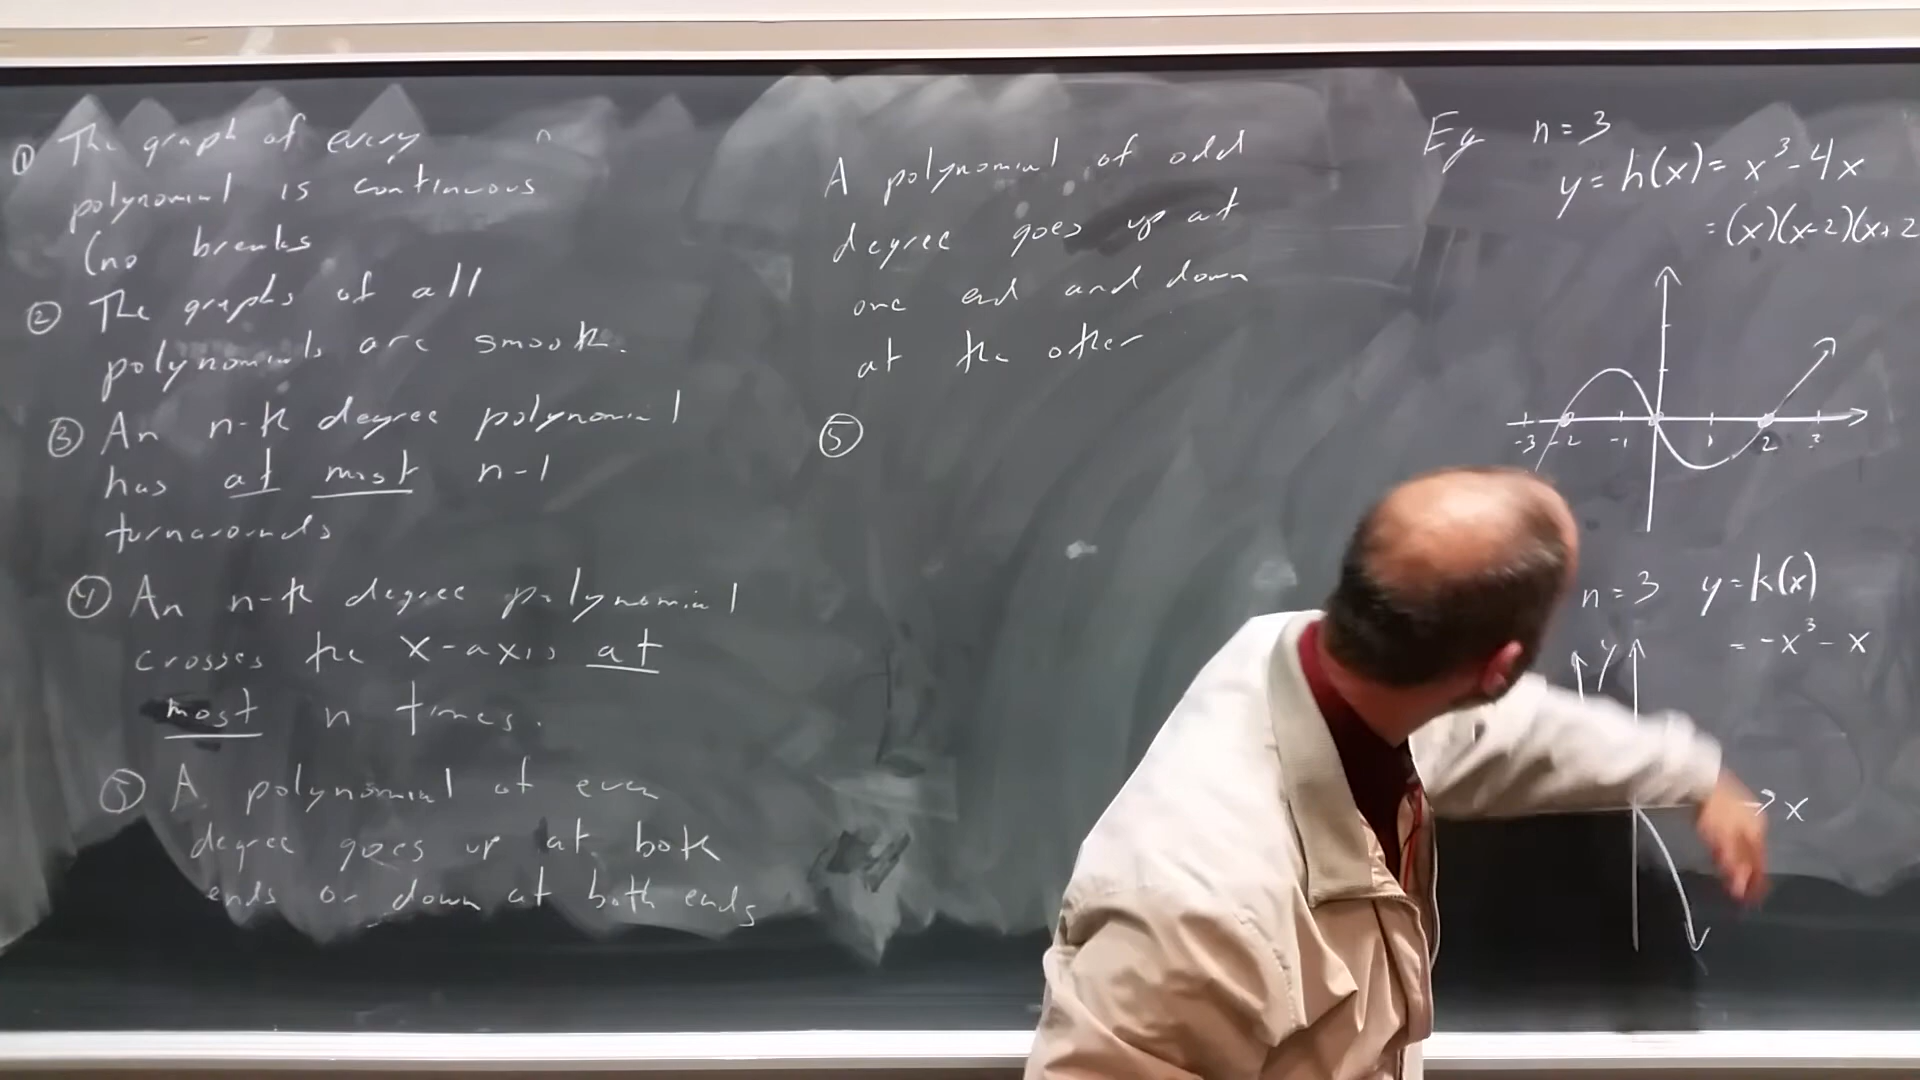 ① The graph of every n
polynomial is continuous
(no breaks
② The graphs of all
polynomials are smooth.
③ An n-th degree polynomial
has at most n-1
turnarounds
④ An n-th degree polynomial
crosses the x-axis at
most n times.
⑤ A polynomial of even
degree goes up at both
ends or down at both ends
A polynomial of odd
degree goes up at
one end and down
at the other
⑤
Eg n = 3
y = h(x) = x³-4x
= (x)(x-2)(x+2
-3 -2 -1 1 2 3
n = 3 y = k(x)
= -x³ - x
y
x